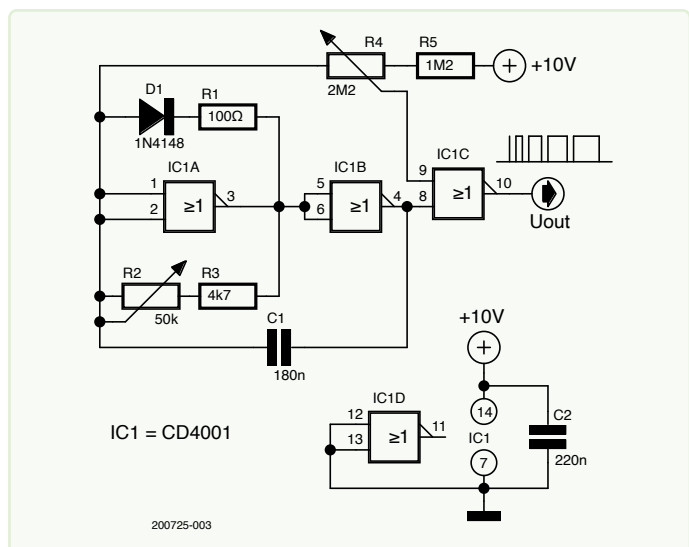 R4
R5
1M2
+10V
2M2
D1
R1
100Ω
1N4148
IC1A
IC1B
IC1C
1
2
≥1
3
5
6
≥1
4
9
8
≥1
10
Uout
R2
R3
4k7
50k
C1
180n
+10V
IC1 = CD4001
IC1D
12
13
≥1
11
14
IC1
7
C2
220n
200725-003